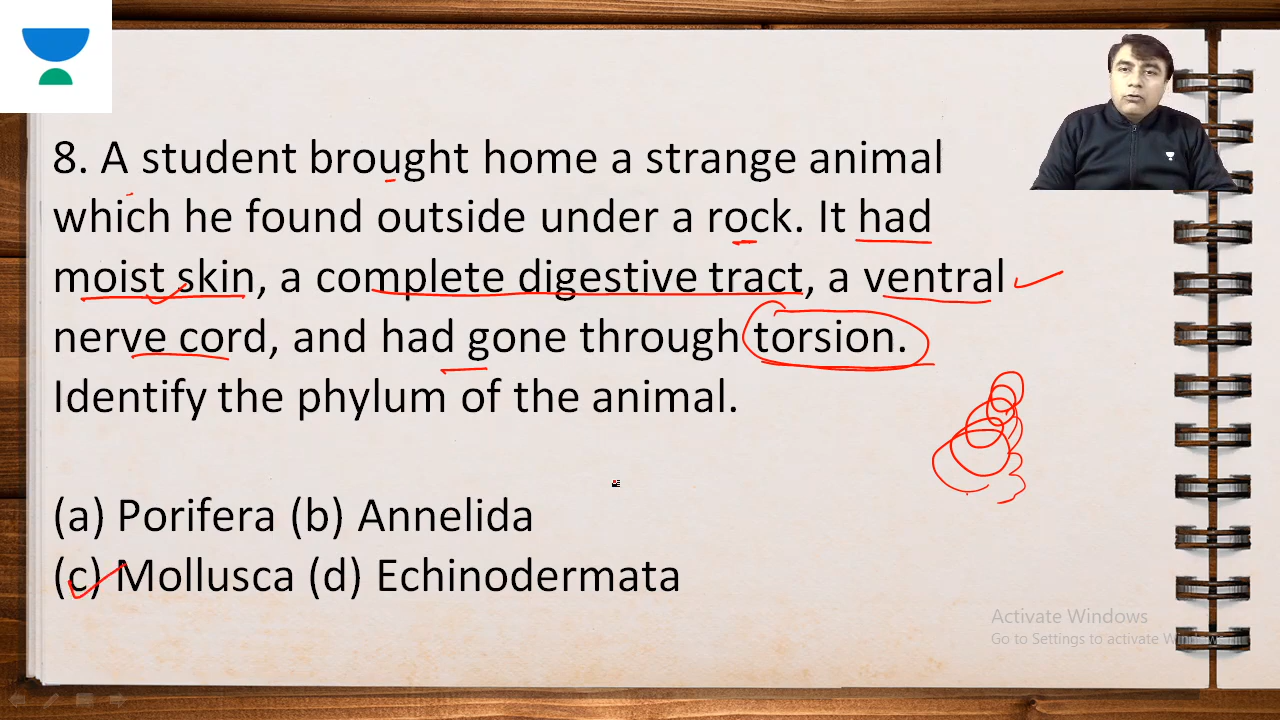 8. A student brought home a strange animal
which he found outside under a rock. It had
moist skin, a complete digestive tract, a ventral
nerve cord, and had gone through torsion.
Identify the phylum of the animal.
(a) Porifera (b) Annelida
(c) Mollusca (d) Echinodermata
Activate Windows
Go to Settings to activate Windows